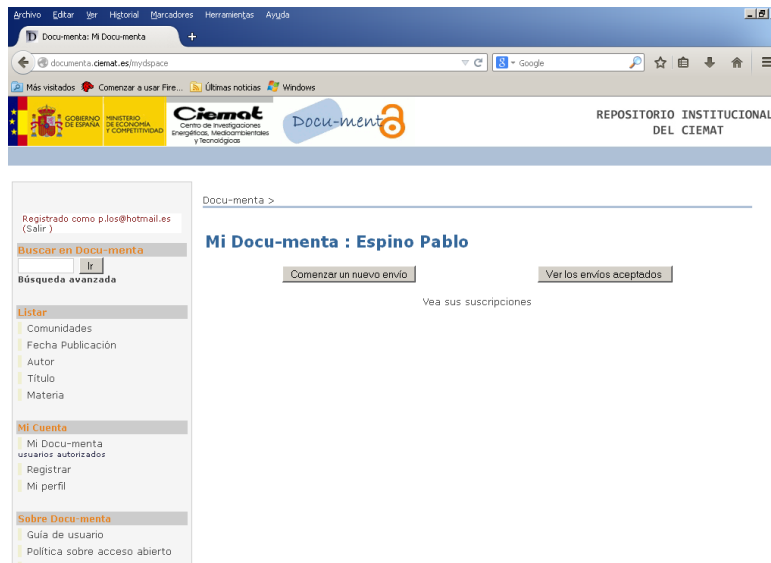 Archivo Editar Ver Historial Marcadores Herramientas Ayuda
Docu-menta: Mi Docu-menta
documenta.ciemat.es/mydspace
Google
Más visitados Comenzar a usar Fire... Últimas noticias Windows
GOBIERNO DE ESPAÑA
MINISTERIO DE ECONOMÍA Y COMPETITIVIDAD
Ciemat
Centro de Investigaciones
Energéticas, Medioambientales
y Tecnológicas
Docu-menta
REPOSITORIO INSTITUCIONAL
DEL CIEMAT
Registrado como p.los@hotmail.es
(Salir )
Buscar en Docu-menta
Ir
Búsqueda avanzada
Listar
Comunidades
Fecha Publicación
Autor
Título
Materia
Mi Cuenta
Mi Docu-menta
usuarios autorizados
Registrar
Mi perfil
Sobre Docu-menta
Guía de usuario
Política sobre acceso abierto
Docu-menta >
Mi Docu-menta : Espino Pablo
Comenzar un nuevo envío Ver los envíos aceptados
Vea sus suscripciones